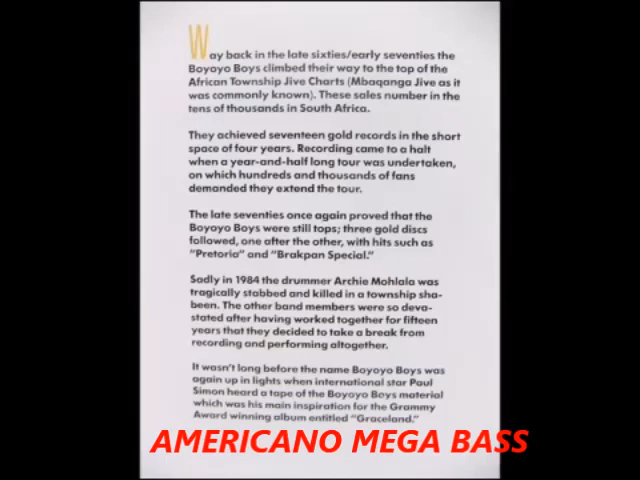 Way back in the late sixties/early seventies the
Boyoyo Boys climbed their way to the top of the
African Township Jive Charts (Mbaqanga Jive as it
was commonly known). These sales number in the
tens of thousands in South Africa.
They achieved seventeen gold records in the short
space of four years. Recording came to a halt
when a year-and-half long tour was undertaken,
on which hundreds and thousands of fans
demanded they extend the tour.
The late seventies once again proved that the
Boyoyo Boys were still tops; three gold discs
followed, one after the other, with hits such as
"Pretoria" and "Brakpan Special."
Sadly in 1984 the drummer Archie Mohlala was
tragically stabbed and killed in a township sha-
been. The other band members were so deva-
stated after having worked together for fifteen
years that they decided to take a break from
recording and performing altogether.
It wasn't long before the name Boyoyo Boys was
again up in lights when international star Paul
Simon heard a tape of the Boyoyo Boys material
which was his main inspiration for the Grammy
Award winning album entitled "Graceland."
AMERICANO MEGA BASS